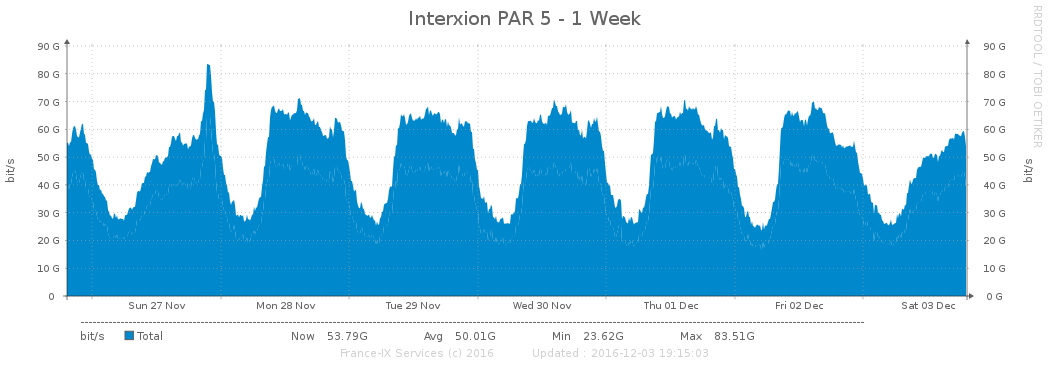 Interxion PAR 5 - 1 Week
RRDTOOL / TOBI OETIKER
bit/s
90 G 90 G
80 G 80 G
70 G 70 G
60 G 60 G
50 G 50 G
40 G 40 G
30 G 30 G
20 G 20 G
10 G 10 G
0 0 G
bit/s
Sun 27 Nov Mon 28 Nov Tue 29 Nov Wed 30 Nov Thu 01 Dec Fri 02 Dec Sat 03 Dec
bit/s Total Now 53.79G Avg 50.01G Min 23.62G Max 83.51G
France-IX Services (c) 2016 Updated : 2016-12-03 19:15:03